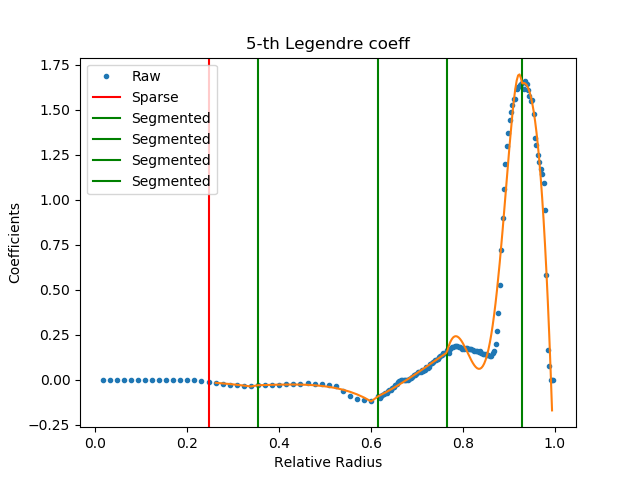 5-th Legendre coeff
Raw
Sparse
Segmented
Segmented
Segmented
Segmented
Coefficients
1.75
1.50
1.25
1.00
0.75
0.50
0.25
0.00
−0.25
0.0 0.2 0.4 0.6 0.8 1.0
Relative Radius